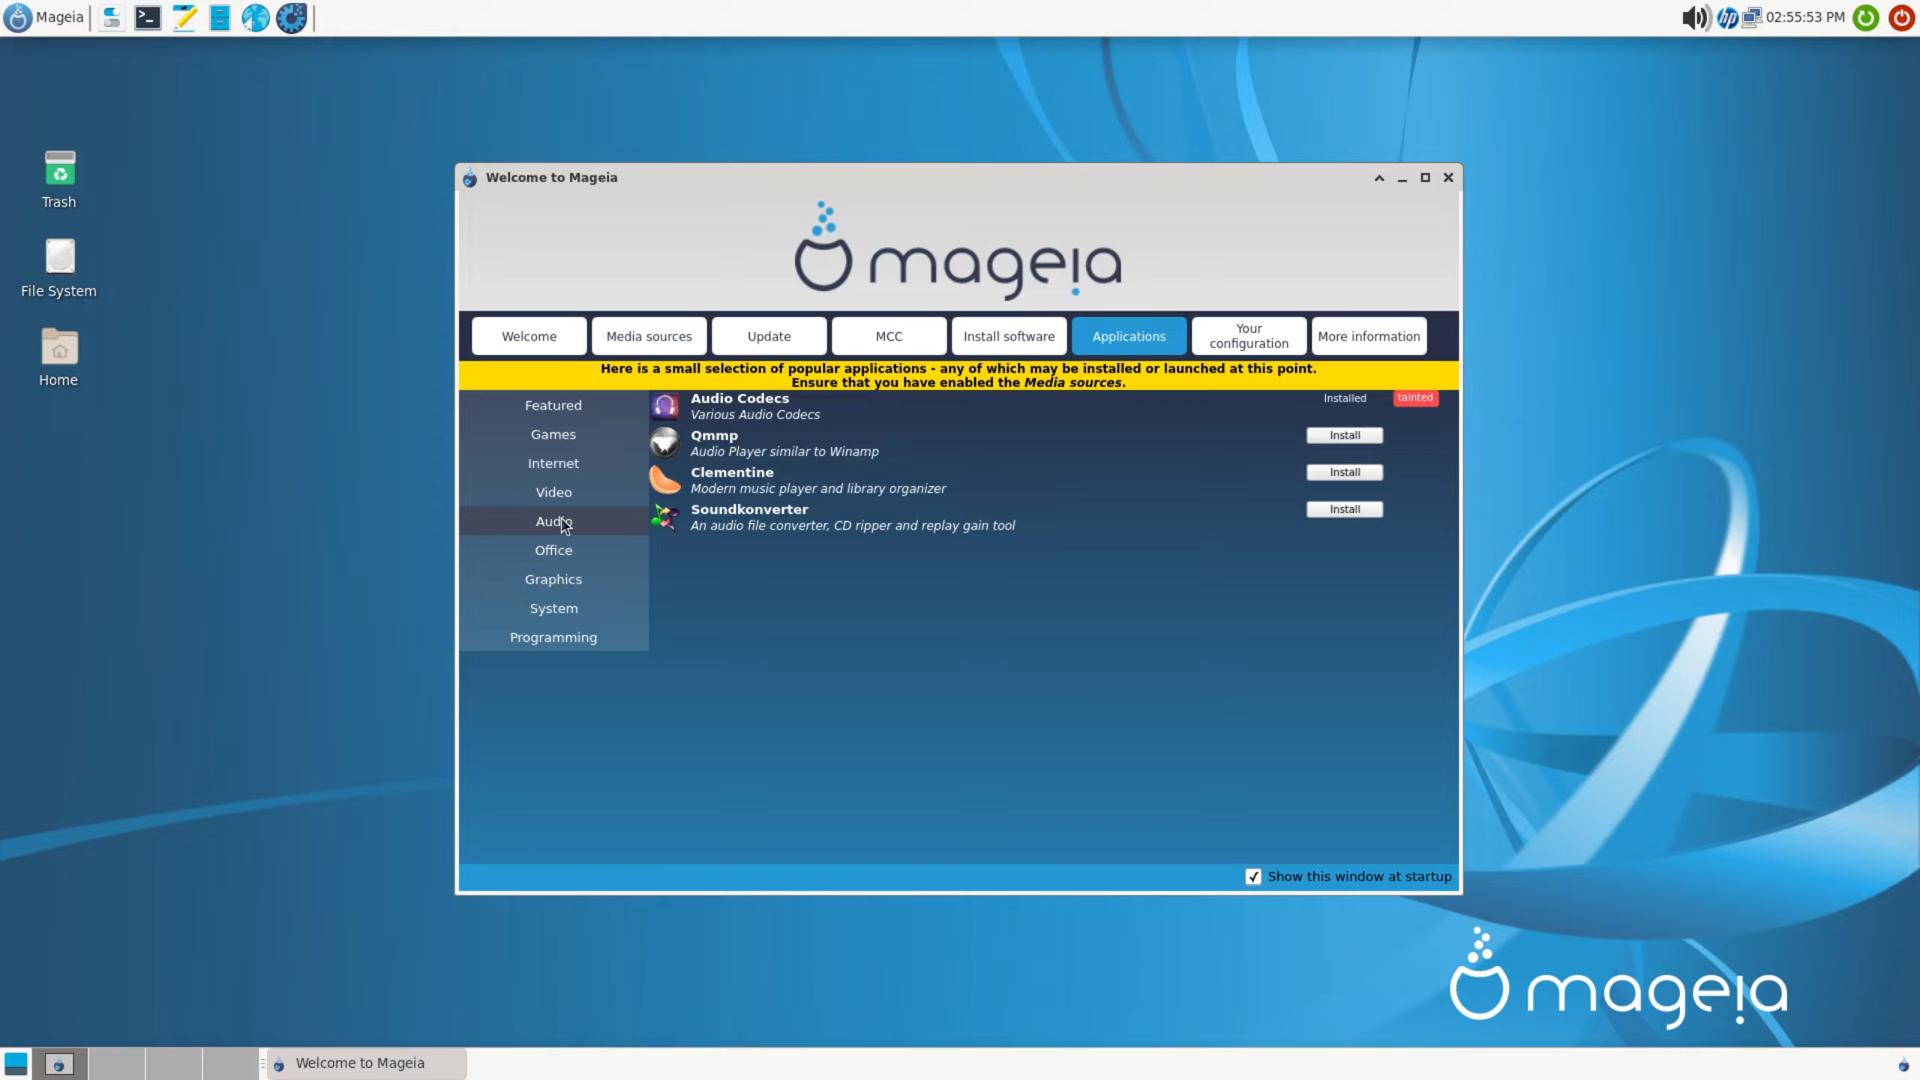 Mageia
02:55:53 PM
Trash
File System
Home
Welcome to Mageia
mageia
Welcome
Media sources
Update
MCC
Install software
Applications
Your
configuration
More information
Here is a small selection of popular applications - any of which may be installed or launched at this point.
Ensure that you have enabled the Media sources.
Featured
Games
Internet
Video
Audio
Office
Graphics
System
Programming
Audio Codecs
Various Audio Codecs
Installed
tainted
Qmmp
Audio Player similar to Winamp
Install
Clementine
Modern music player and library organizer
Install
Soundkonverter
An audio file converter, CD ripper and replay gain tool
Install
Show this window at startup
mageia
Welcome to Mageia